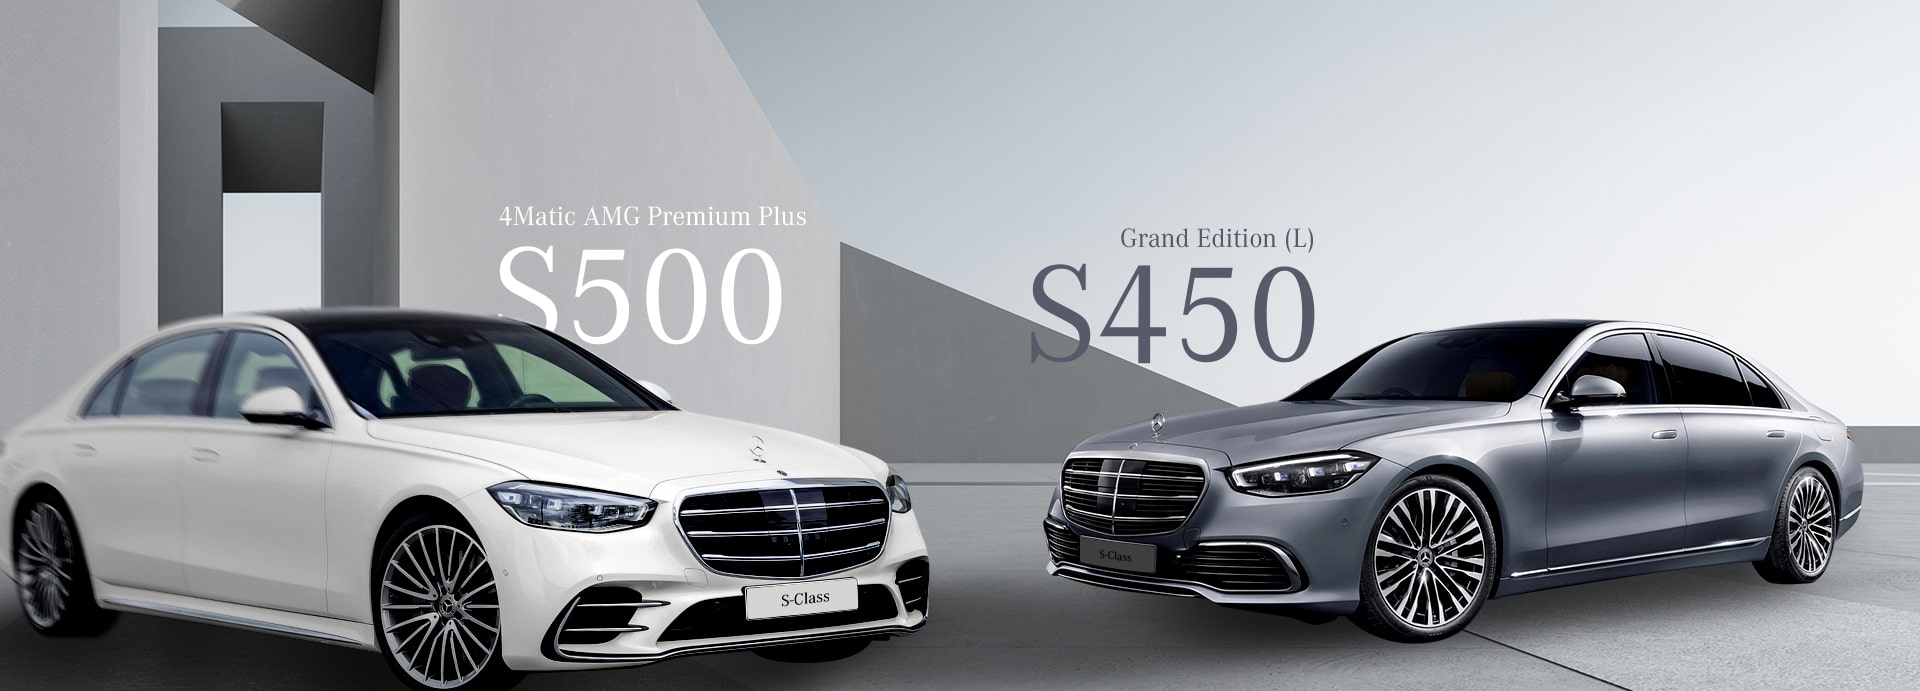 4Matic AMG Premium Plus
S500
Grand Edition (L)
S450
S-Class
S-Class